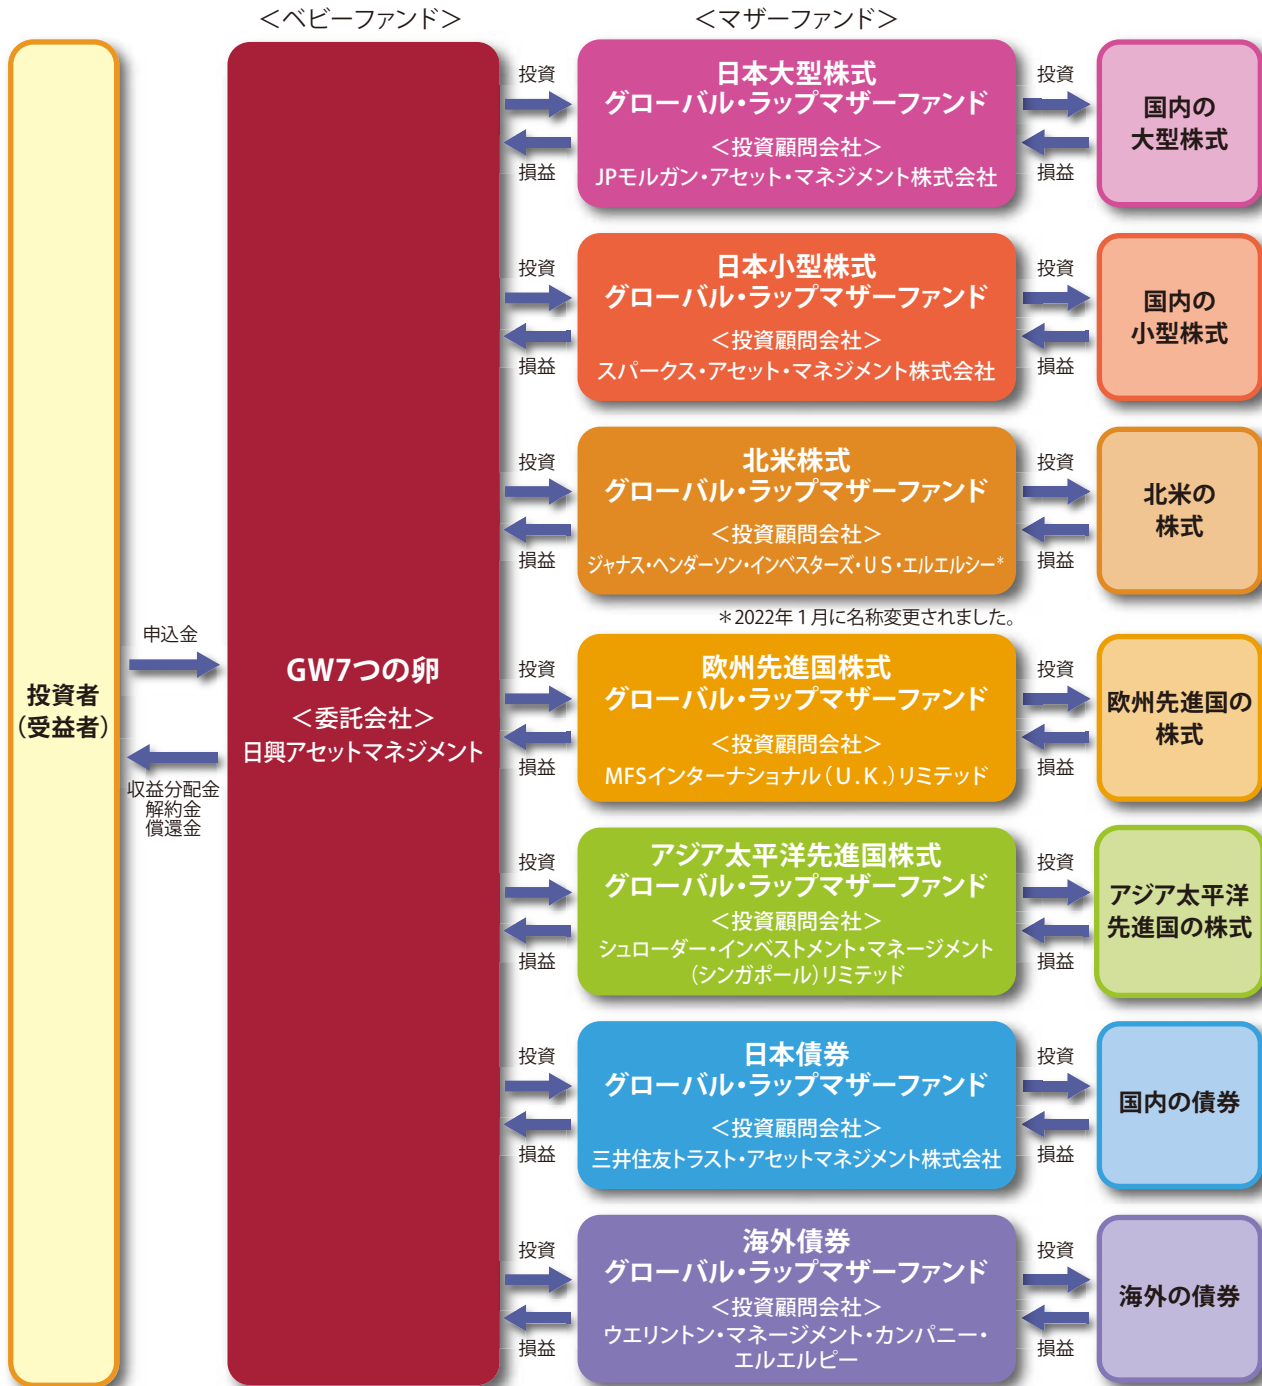 ＜ベビーファンド＞
＜マザーファンド＞
投資者
（受益者）
申込金
収益分配金
解約金
償還金
GW7つの卵
＜委託会社＞
日興アセットマネジメント
投資
損益
日本大型株式
グローバル・ラップマザーファンド
＜投資顧問会社＞
JPモルガン・アセット・マネジメント株式会社
投資
損益
国内の
大型株式
投資
損益
日本小型株式
グローバル・ラップマザーファンド
＜投資顧問会社＞
スパークス・アセット・マネジメント株式会社
投資
損益
国内の
小型株式
投資
損益
北米株式
グローバル・ラップマザーファンド
＜投資顧問会社＞
ジャナス・ヘンダーソン・インベスターズ・US・エルエルシー*
投資
損益
北米の
株式
＊2022年1月に名称変更されました。
投資
損益
欧州先進国株式
グローバル・ラップマザーファンド
＜投資顧問会社＞
MFSインターナショナル（U.K.）リミテッド
投資
損益
欧州先進国の
株式
投資
損益
アジア太平洋先進国株式
グローバル・ラップマザーファンド
＜投資顧問会社＞
シュローダー・インベストメント・マネージメント
（シンガポール）リミテッド
投資
損益
アジア太平洋
先進国の株式
投資
損益
日本債券
グローバル・ラップマザーファンド
＜投資顧問会社＞
三井住友トラスト・アセットマネジメント株式会社
投資
損益
国内の債券
投資
損益
海外債券
グローバル・ラップマザーファンド
＜投資顧問会社＞
ウエリントン・マネージメント・カンパニー・
エルエルピー
投資
損益
海外の債券